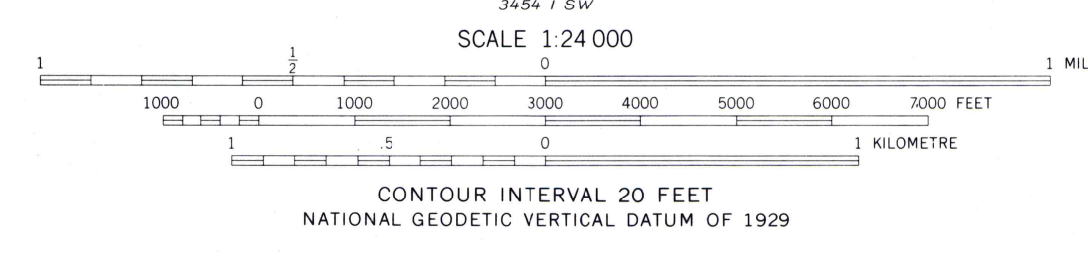 3454 I SW
SCALE 1:24 000
1 1/2 0 1 MIL
1000 0 1000 2000 3000 4000 5000 6000 7000 FEET
1 .5 0 1 KILOMETRE
CONTOUR INTERVAL 20 FEET
NATIONAL GEODETIC VERTICAL DATUM OF 1929